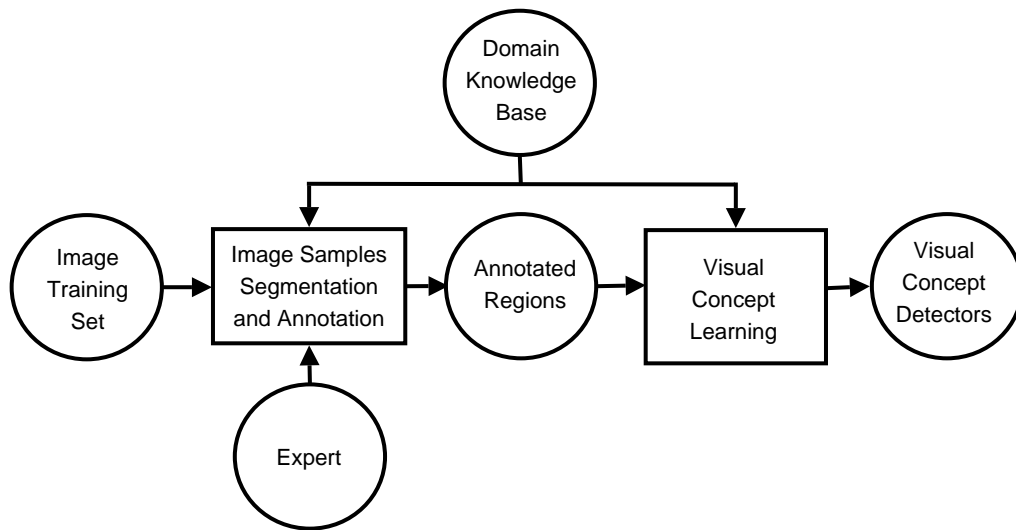 Domain
Knowledge
Base
Image
Training
Set
Image Samples
Segmentation
and Annotation
Annotated
Regions
Visual
Concept
Learning
Visual
Concept
Detectors
Expert